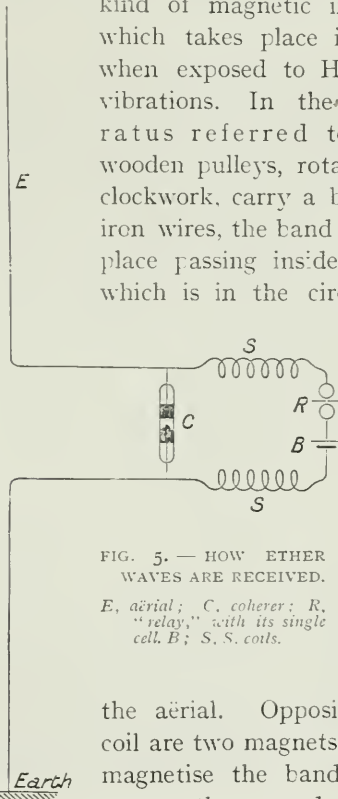 kind of magnetic
which takes place
when exposed to H
vibrations. In the
ratus referred t
wooden pulleys, rota
clockwork, carry a b
iron wires, the band
place passing inside
which is in the cir
E
S
R
C
B
S
FIG. 5. — HOW ETHER
WAVES ARE RECEIVED.
E, aërial; C, coherer; R,
"relay," with its single
cell, B; S, S, coils.
the aërial. Opposi
coil are two magnets
magnetise the band
Earth